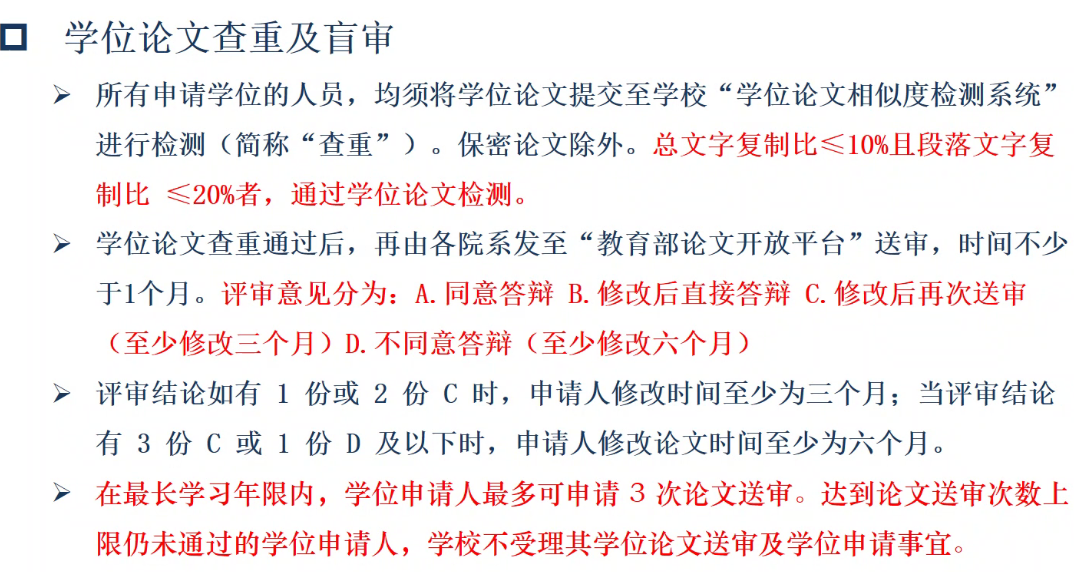 学位论文查重及盲审
所有申请学位的人员，均须将学位论文提交至学校“学位论文相似度检测系统”
进行检测（简称“查重”）。保密论文除外。总文字复制比≤10%且段落文字复
制比 ≤20%者，通过学位论文检测。
学位论文查重通过后，再由各院系发至“教育部论文开放平台”送审，时间不少
于1个月。评审意见分为：A.同意答辩 B.修改后直接答辩 C.修改后再次送审
（至少修改三个月）D.不同意答辩（至少修改六个月）
评审结论如有 1 份或 2 份 C 时，申请人修改时间至少为三个月；当评审结论
有 3 份 C 或 1 份 D 及以下时，申请人修改论文时间至少为六个月。
在最长学习年限内，学位申请人最多可申请 3 次论文送审。达到论文送审次数上
限仍未通过的学位申请人，学校不受理其学位论文送审及学位申请事宜。